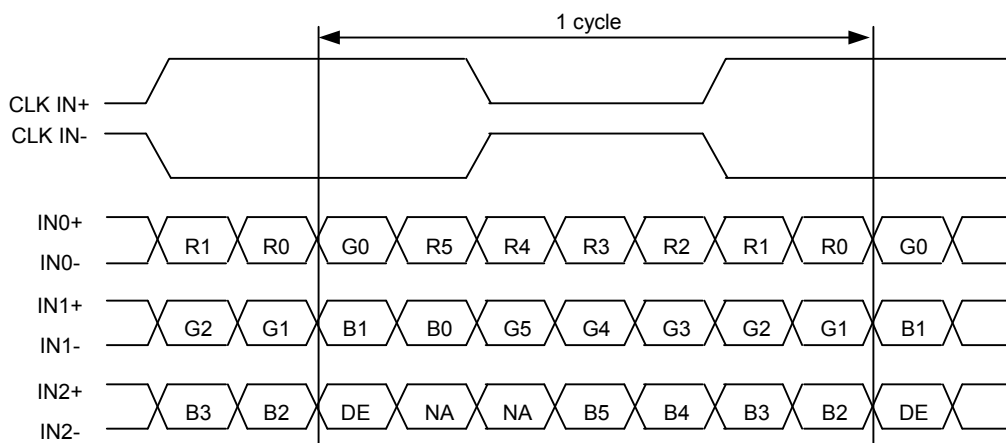 1 cycle
CLK IN+
CLK IN-
IN0+
R1 R0 G0 R5 R4 R3 R2 R1 R0 G0
IN0-
IN1+
G2 G1 B1 B0 G5 G4 G3 G2 G1 B1
IN1-
IN2+
B3 B2 DE NA NA B5 B4 B3 B2 DE
IN2-